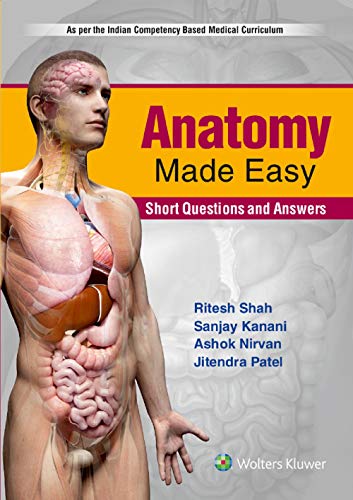 As per the Indian Competency Based Medical Curriculum
Anatomy
Made Easy
Short Questions and Answers
Ritesh Shah
Sanjay Kanani
Ashok Nirvan
Jitendra Patel
Wolters Kluwer